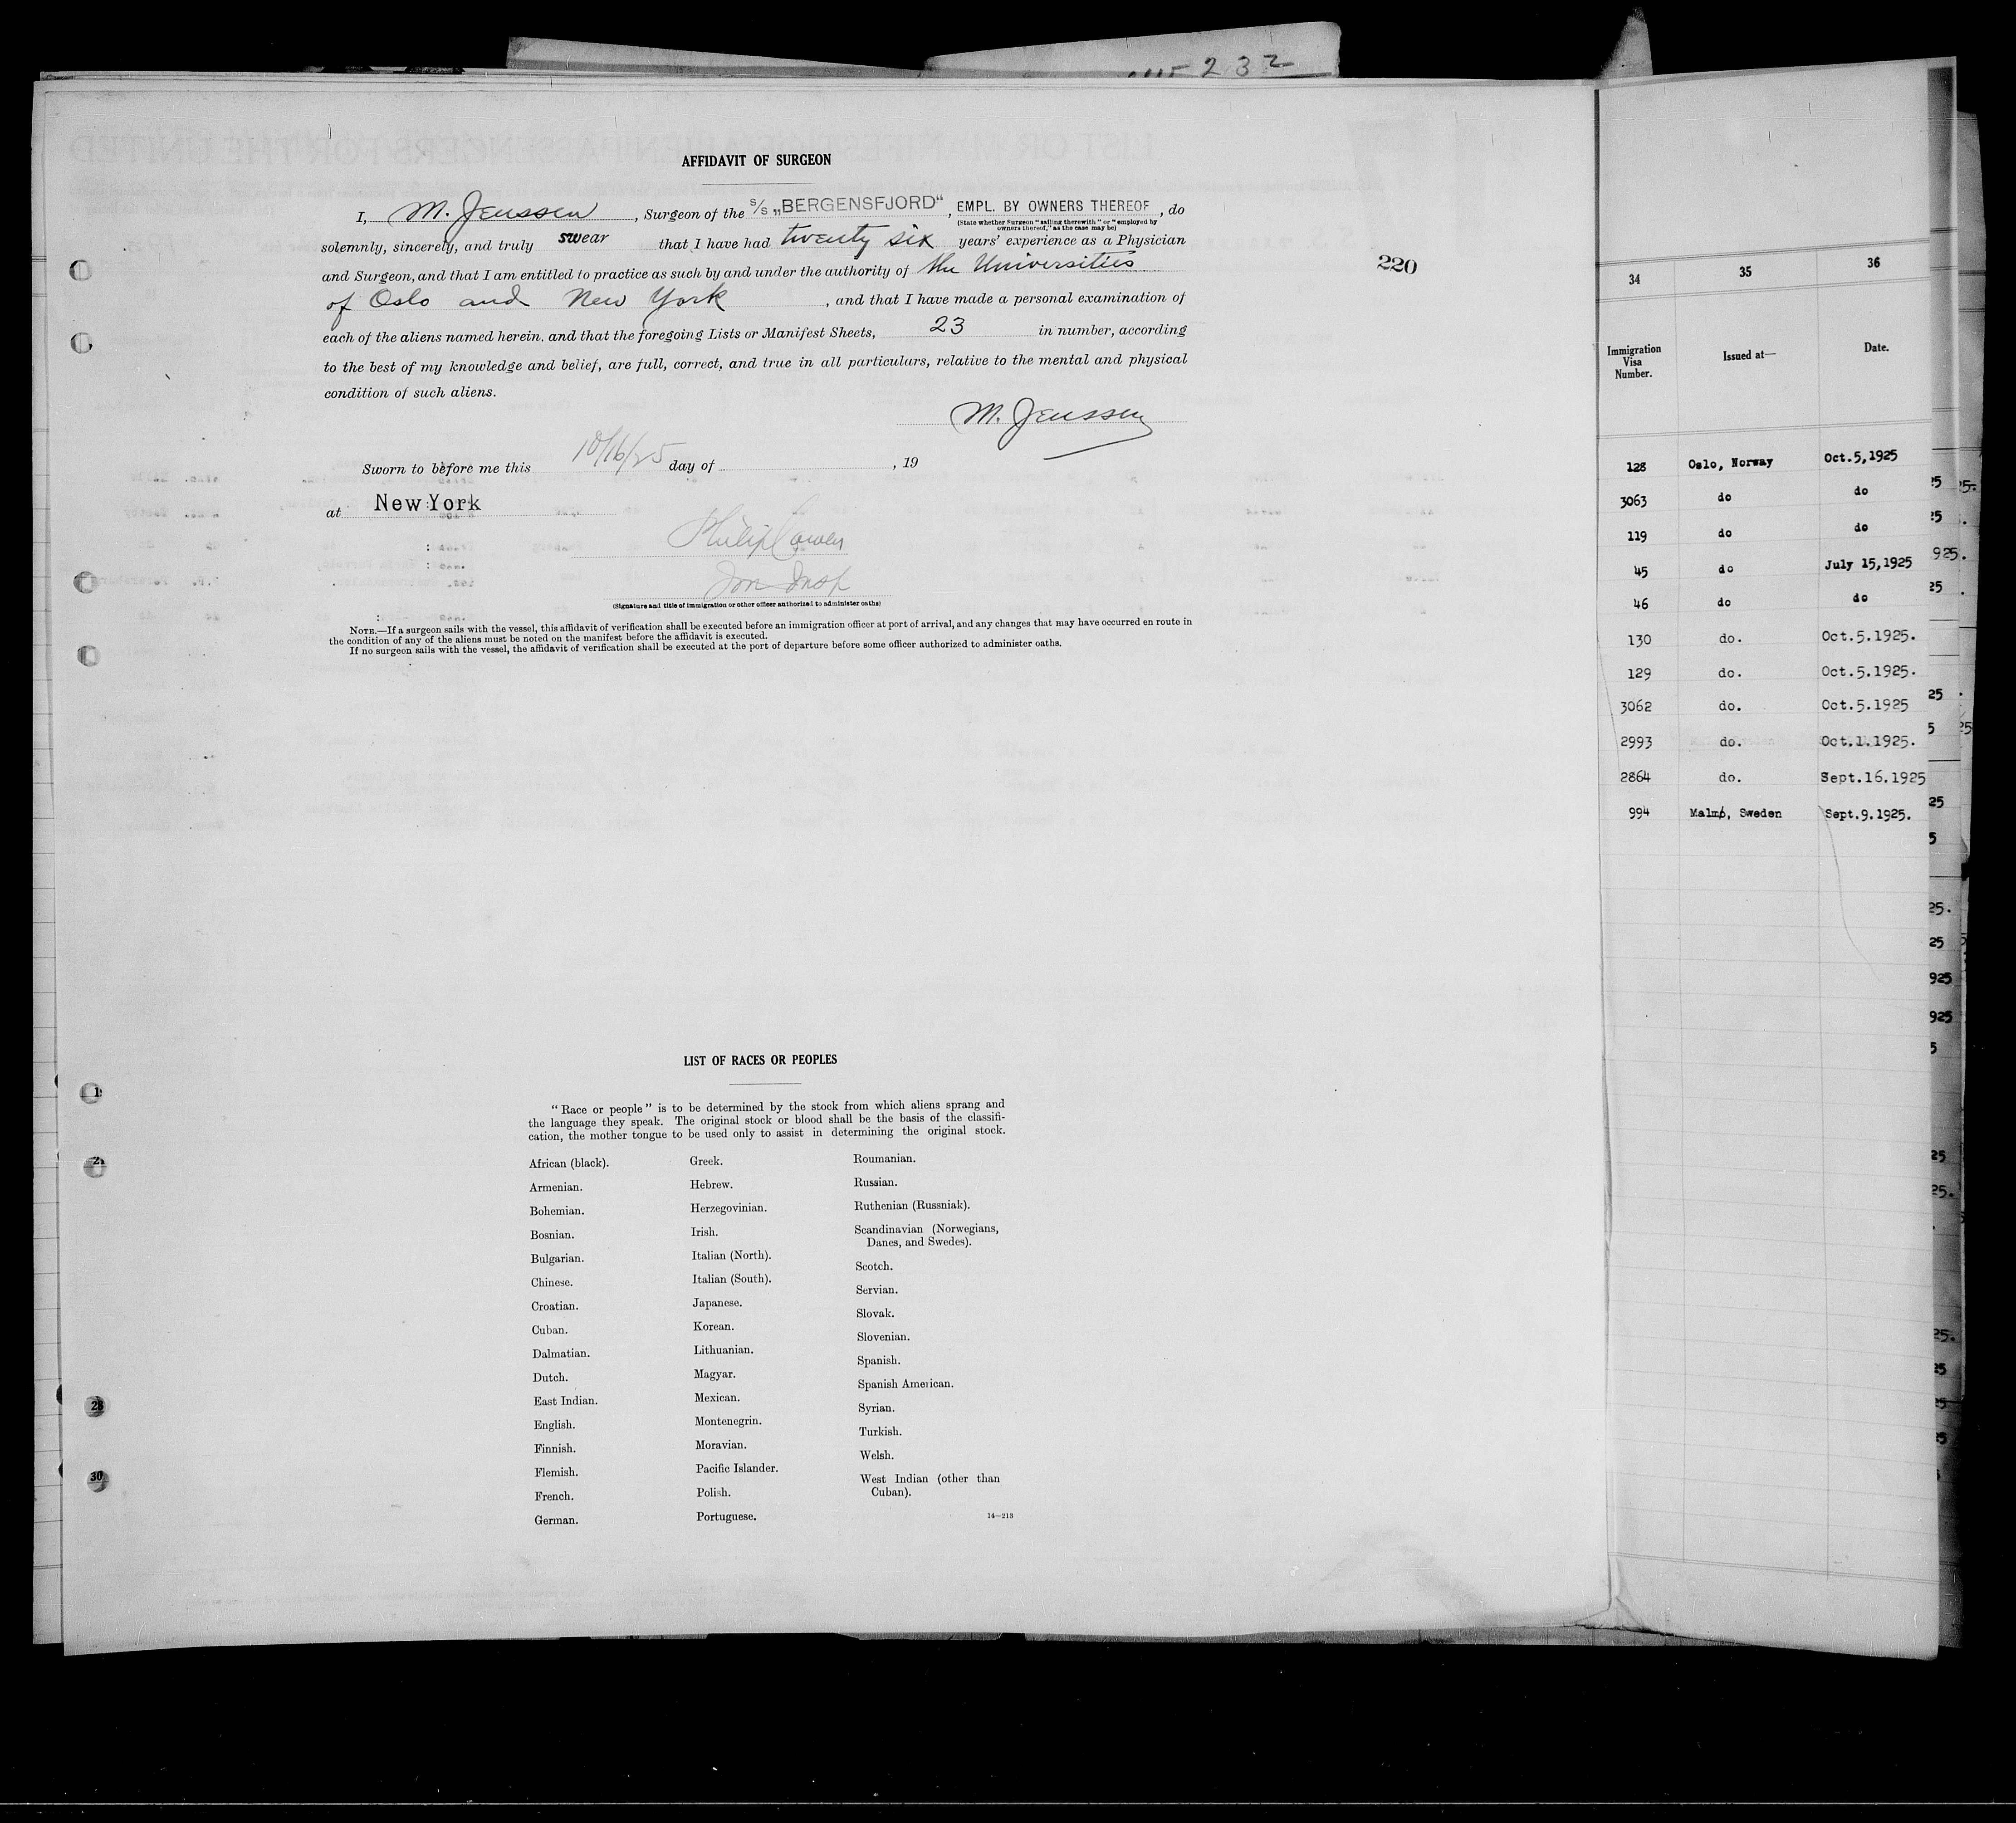 232
AFFIDAVIT OF SURGEON
I, M. Jenssen, Surgeon of the S/S „BERGENSFJORD“, EMPL. BY OWNERS THEREOF, do
(State whether Surgeon "sailing therewith" or "employed by
owners thereof," as the case may be)
solemnly, sincerely, and truly swear that I have had twenty six years' experience as a Physician
and Surgeon, and that I am entitled to practice as such by and under the authority of the Universities
of Oslo and New York, and that I have made a personal examination of
each of the aliens named herein, and that the foregoing Lists or Manifest Sheets, 23 in number, according
to the best of my knowledge and belief, are full, correct, and true in all particulars, relative to the mental and physical
condition of such aliens.
M. Jenssen
Sworn to before me this 10/16/25 day of , 19
at New York
Philip Cowen
Imm Insp
(Signature and title of immigration or other officer authorized to administer oaths)
NOTE.—If a surgeon sails with the vessel, this affidavit of verification shall be executed before an immigration officer at port of arrival, and any changes that may have occurred en route in
the condition of any of the aliens must be noted on the manifest before the affidavit is executed.
If no surgeon sails with the vessel, the affidavit of verification shall be executed at the port of departure before some officer authorized to administer oaths.
220
LIST OF RACES OR PEOPLES
"Race or people" is to be determined by the stock from which aliens sprang and
the language they speak. The original stock or blood shall be the basis of the classifi-
cation, the mother tongue to be used only to assist in determining the original stock.
African (black).
Armenian.
Bohemian.
Bosnian.
Bulgarian.
Chinese.
Croatian.
Cuban.
Dalmatian.
Dutch.
East Indian.
English.
Finnish.
Flemish.
French.
German.
Greek.
Hebrew.
Herzegovinian.
Irish.
Italian (North).
Italian (South).
Japanese.
Korean.
Lithuanian.
Magyar.
Mexican.
Montenegrin.
Moravian.
Pacific Islander.
Polish.
Portuguese.
Roumanian.
Russian.
Ruthenian (Russniak).
Scandinavian (Norwegians,
Danes, and Swedes).
Scotch.
Servian.
Slovak.
Slovenian.
Spanish.
Spanish American.
Syrian.
Turkish.
Welsh.
West Indian (other than
Cuban).
14—213
28
30
34 35 36
Immigration
Visa
Number.
Issued at—
Date.
128 Oslo, Norway Oct.5,1925
3063 do do
119 do do
45 do July 15,1925
46 do do
130 do. Oct.5.1925.
129 do. Oct.5.1925.
3062 do. Oct.5.1925
2993 do. Oct.1.1925.
2864 do. Sept.16.1925
994 Malmö, Sweden Sept.9.1925.